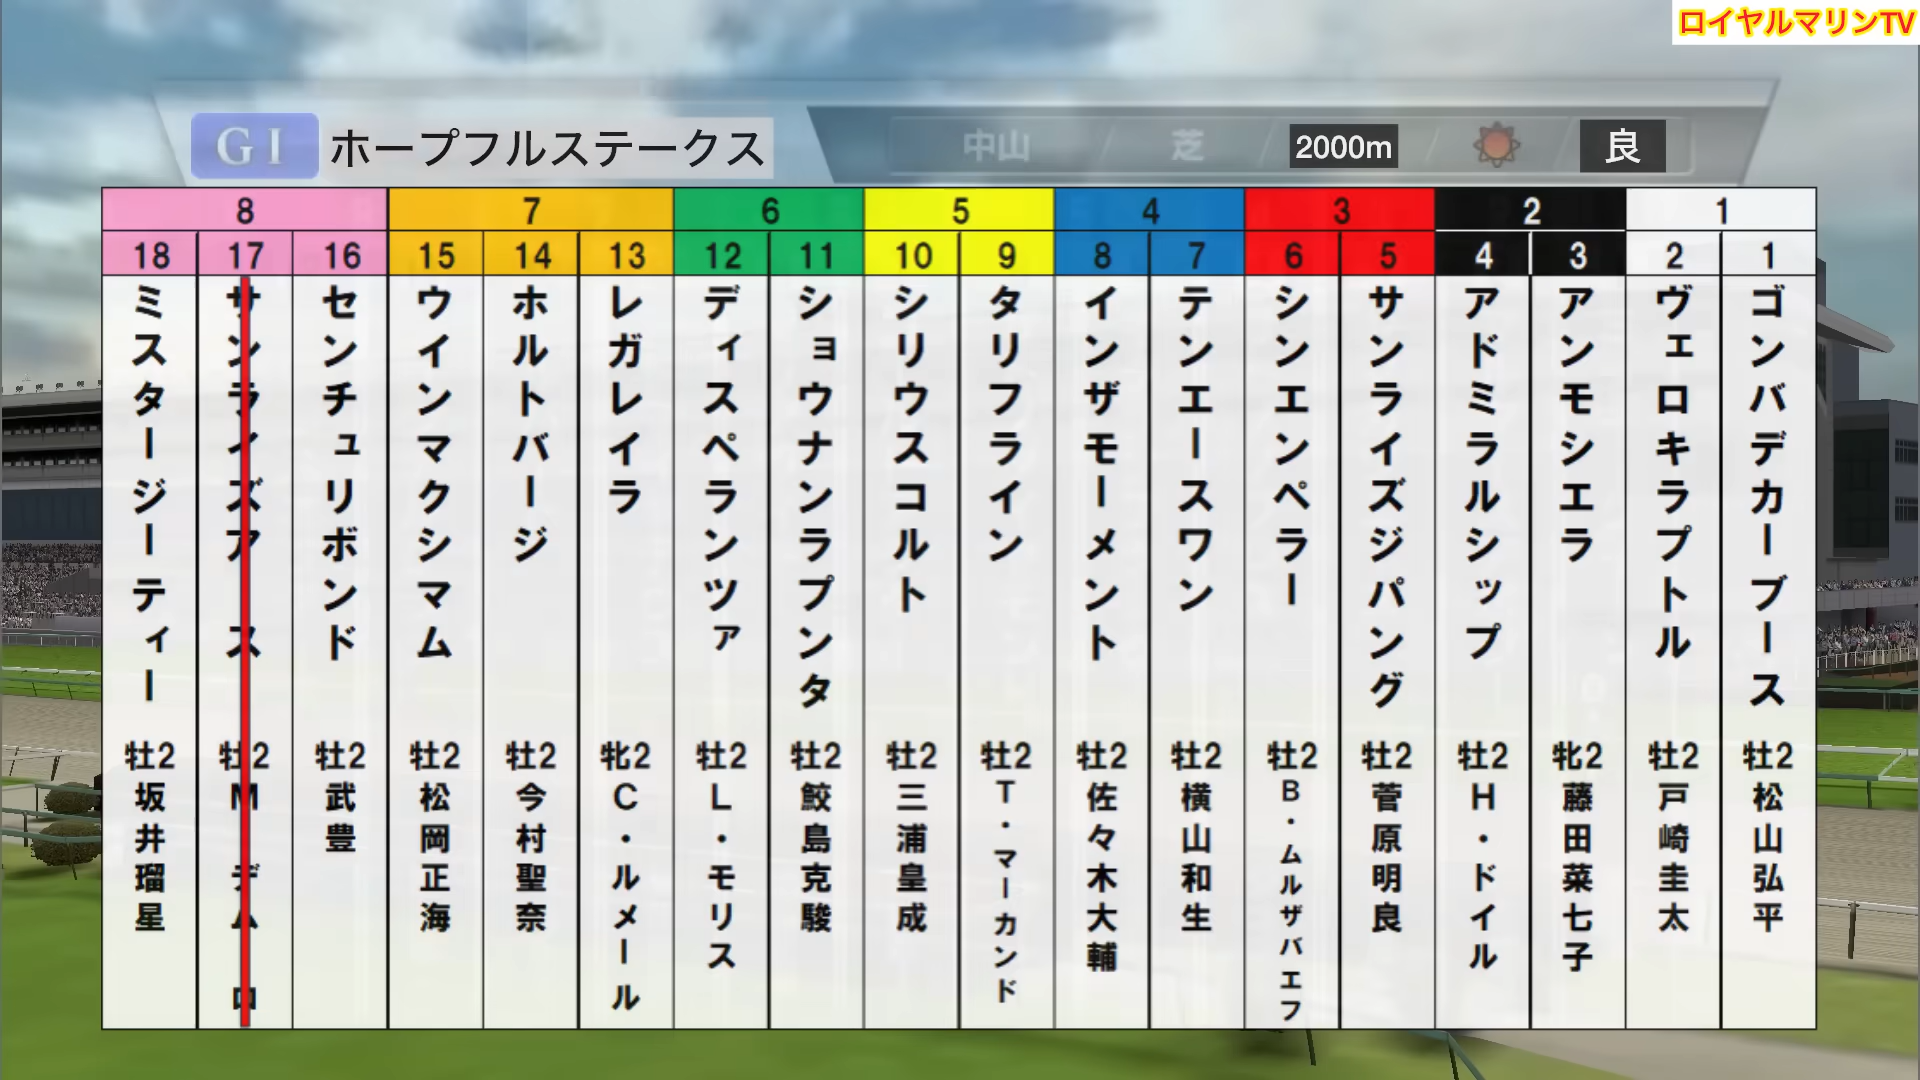 ロイヤルマリンTV
GI ホープフルステークス
中山 / 芝 / 2000m / 良
1
1
ゴンバデカーブース
牡2
松山弘平
2
ヴェロキラプトル
牡2
戸崎圭太
2
3
アンモシエラ
牝2
藤田菜七子
4
アドミラルシップ
牡2
H・ドイル
3
5
サンライズジパング
牡2
菅原明良
6
シンエンペラー
牡2
B・ムルザバエフ
4
7
テンエースワン
牡2
横山和生
8
インザモーメント
牡2
佐々木大輔
5
9
タリフライン
牡2
T・マーカンド
10
シリウスコルト
牡2
三浦皇成
6
11
ショウナンラプンタ
牡2
鮫島克駿
12
ディスペランツァ
牡2
L・モリス
7
13
レガレイラ
牝2
C・ルメール
14
ホルトバージ
牡2
今村聖奈
15
ウインマクシマム
牡2
松岡正海
8
16
センチュリボンド
牡2
武豊
17
サンライズアース
牡2
M・デムーロ
18
ミスタージーティー
牡2
坂井瑠星